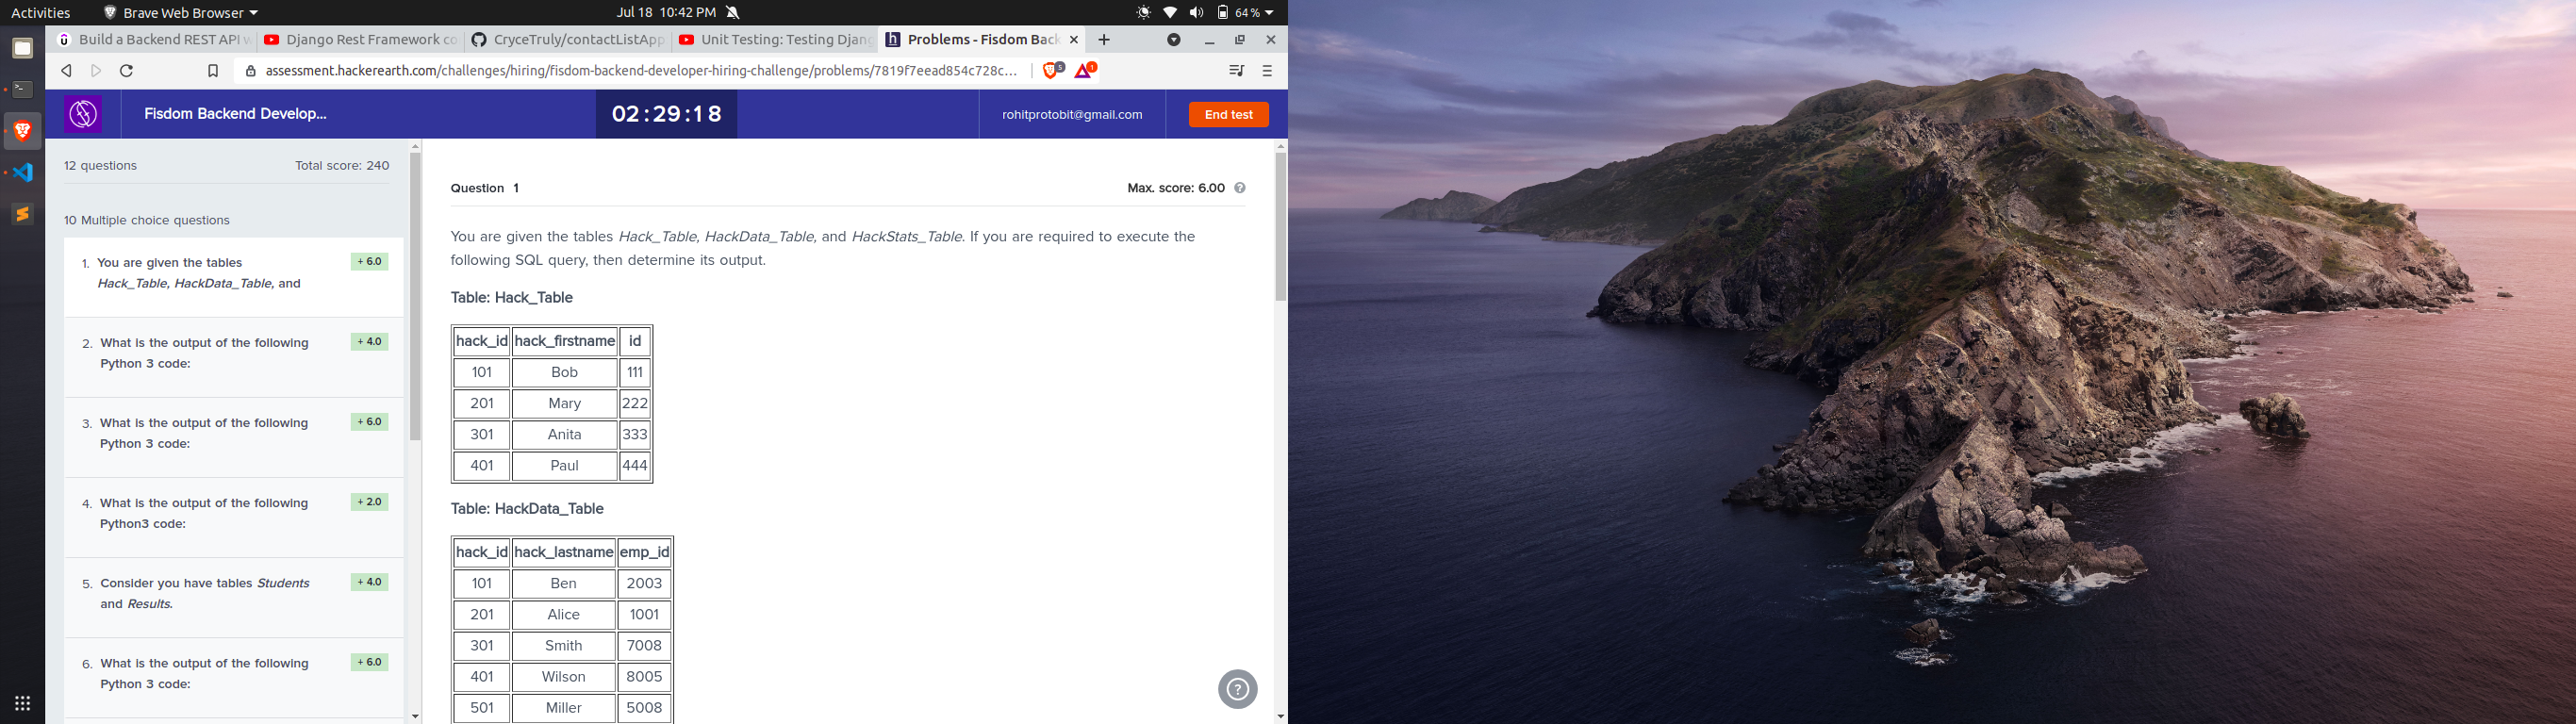 Activities
Brave Web Browser
Jul 18 10:42 PM
64 %
Build a Backend REST API
Django Rest Framework co
CryceTruly/contactListApp
Unit Testing: Testing Djang
Problems - Fisdom Back
assessment.hackerearth.com/challenges/hiring/fisdom-backend-developer-hiring-challenge/problems/7819f7eead854c728c...
5
1
Fisdom Backend Develop...
02:29:18
rohitprotobit@gmail.com
End test
12 questions
Total score: 240
10 Multiple choice questions
1. You are given the tables
Hack_Table, HackData_Table, and
+ 6.0
2. What is the output of the following
Python 3 code:
+ 4.0
3. What is the output of the following
Python 3 code:
+ 6.0
4. What is the output of the following
Python3 code:
+ 2.0
5. Consider you have tables Students
and Results.
+ 4.0
6. What is the output of the following
Python 3 code:
+ 6.0
Question 1
Max. score: 6.00
You are given the tables Hack_Table, HackData_Table, and HackStats_Table. If you are required to execute the
following SQL query, then determine its output.
Table: Hack_Table
hack_id hack_firstname id
101 Bob 111
201 Mary 222
301 Anita 333
401 Paul 444
Table: HackData_Table
hack_id hack_lastname emp_id
101 Ben 2003
201 Alice 1001
301 Smith 7008
401 Wilson 8005
501 Miller 5008